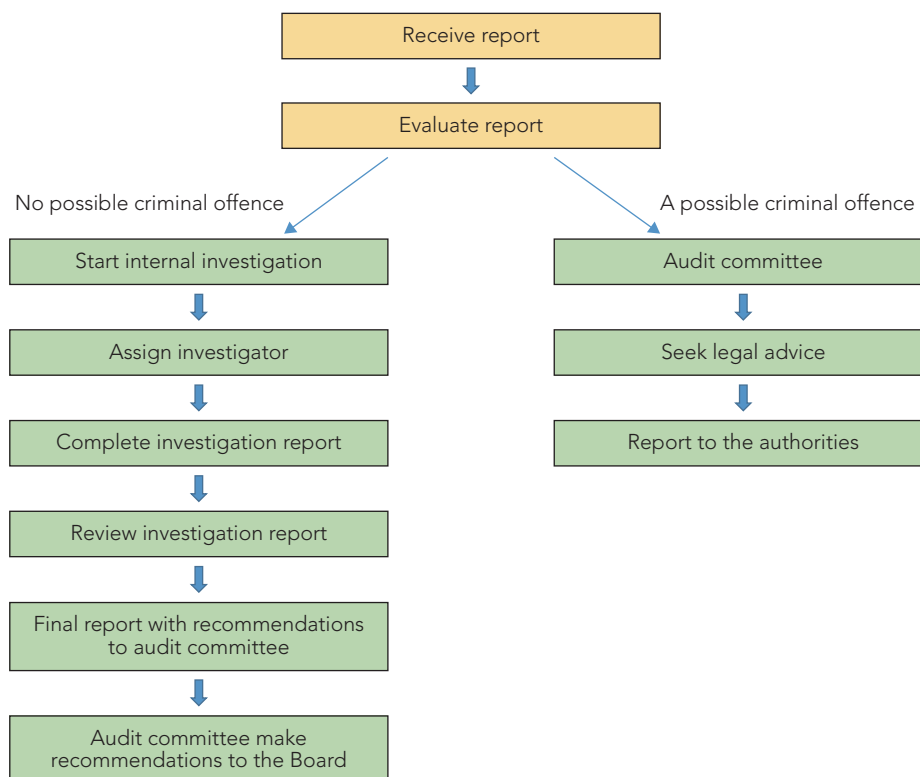 Receive report
Evaluate report
No possible criminal offence
A possible criminal offence
Start internal investigation
Audit committee
Assign investigator
Seek legal advice
Complete investigation report
Report to the authorities
Review investigation report
Final report with recommendations
to audit committee
Audit committee make
recommendations to the Board